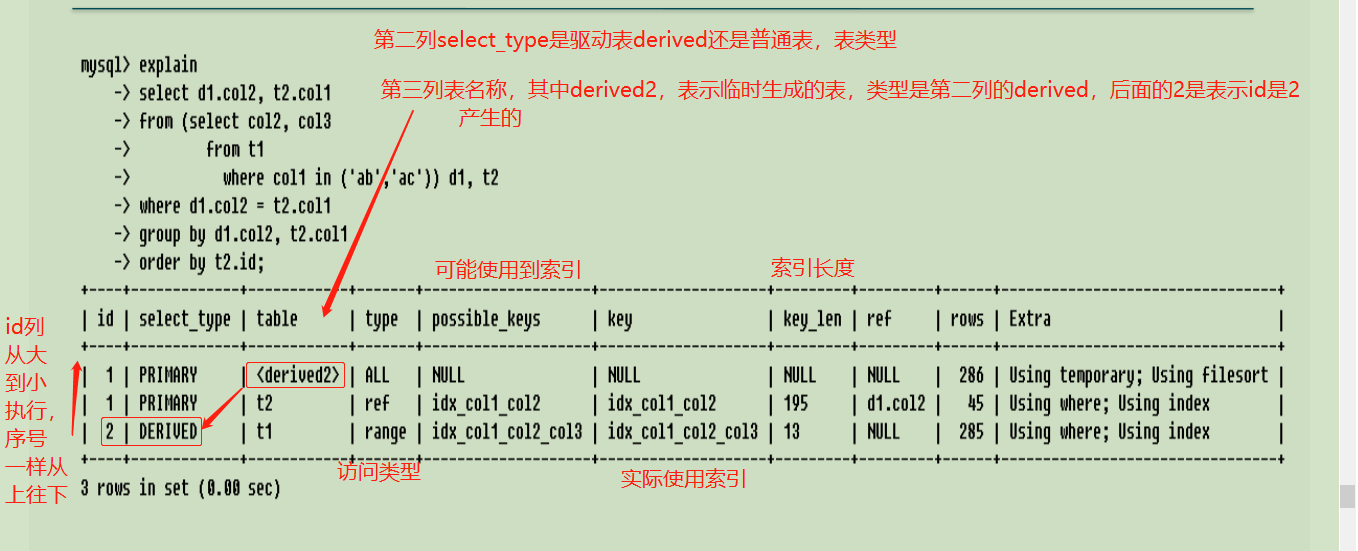 第二列select_type是驱动表derived还是普通表，表类型
mysql> explain
-> select d1.col2, t2.col1
第三列表名称，其中derived2，表示临时生成的表，类型是第二列的derived，后面的2是表示id是2
产生的
-> from (select col2, col3
-> from t1
-> where col1 in ('ab','ac')) d1, t2
-> where d1.col2 = t2.col1
-> group by d1.col2, t2.col1
-> order by t2.id;
可能使用到索引
索引长度
+----+-------------+------------+-------+--------------------+--------------------+---------+---------+------+---------------------------------+
| id | select_type | table | type | possible_keys | key | key_len | ref | rows | Extra |
+----+-------------+------------+-------+--------------------+--------------------+---------+---------+------+---------------------------------+
| 1 | PRIMARY | <derived2> | ALL | NULL | NULL | NULL | NULL | 286 | Using temporary; Using filesort |
| 1 | PRIMARY | t2 | ref | idx_col1_col2 | idx_col1_col2 | 195 | d1.col2 | 45 | Using where; Using index |
| 2 | DERIVED | t1 | range | idx_col1_col2_col3 | idx_col1_col2_col3 | 13 | NULL | 285 | Using where; Using index |
+----+-------------+------------+-------+--------------------+--------------------+---------+---------+------+---------------------------------+
3 rows in set (0.00 sec)
id列
从大
到小
执行，
序号
一样从
上往下
访问类型
实际使用索引